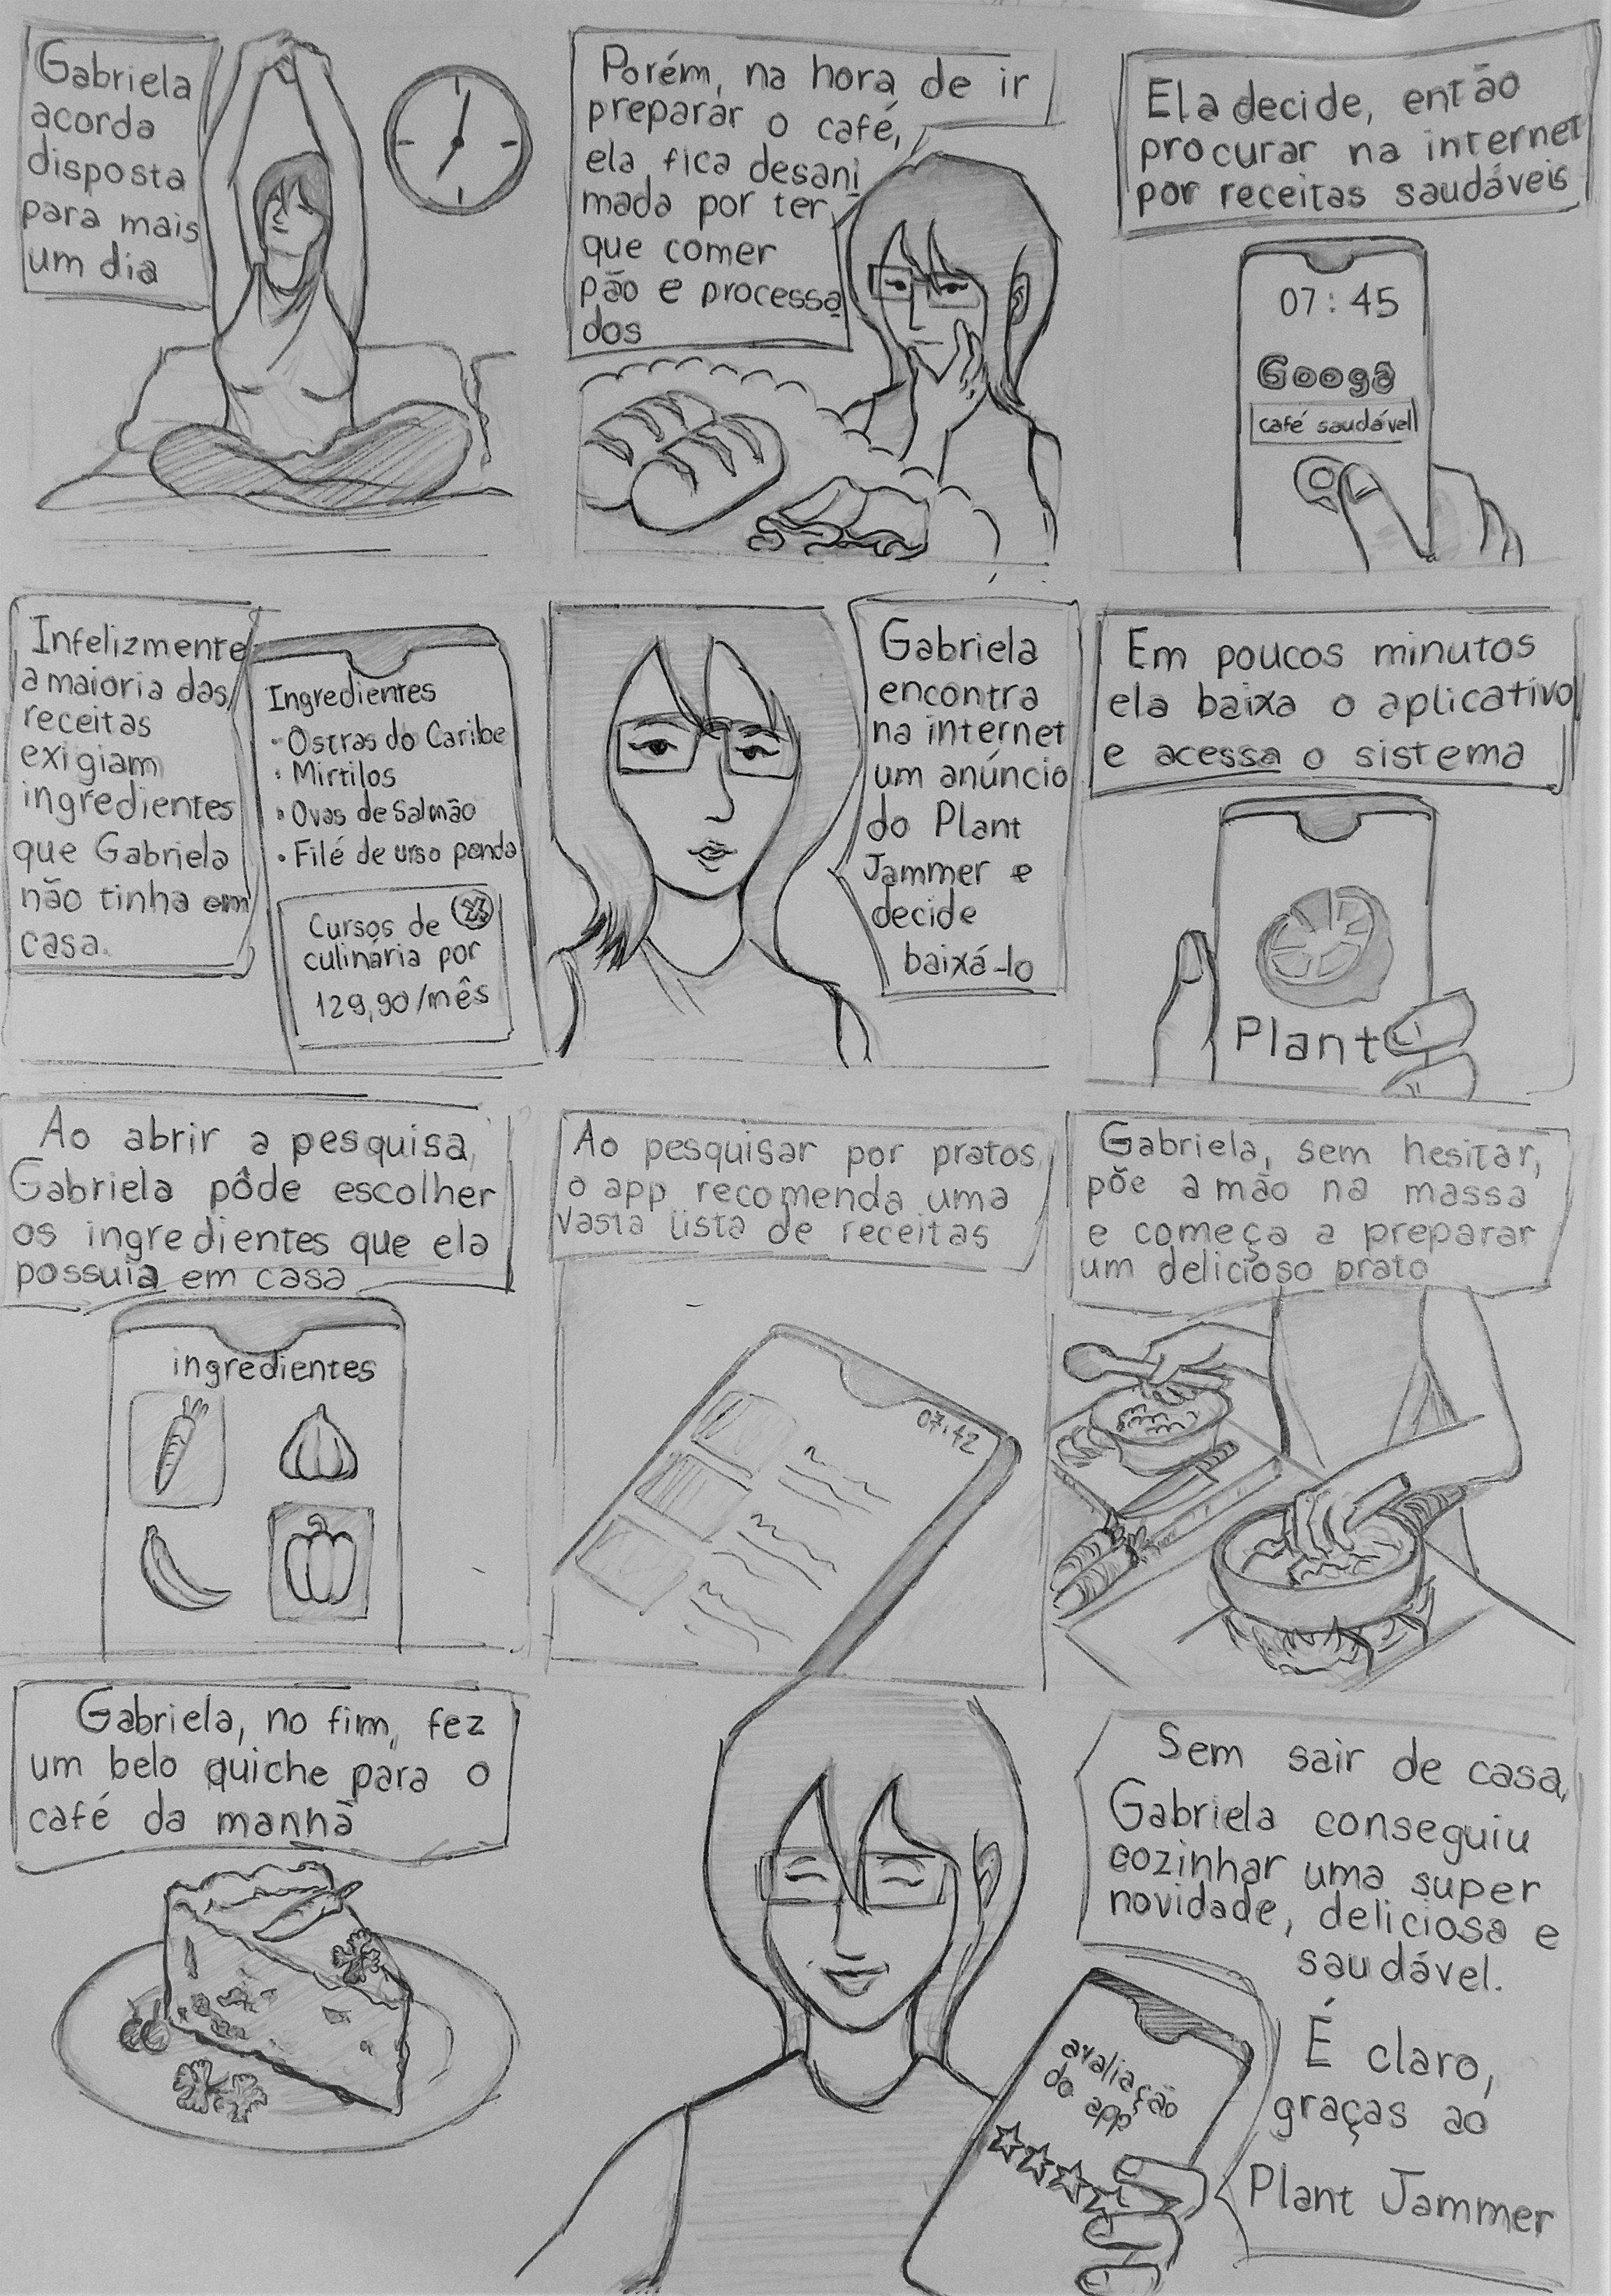 Gabriela
acorda
disposta
para mais
um dia
Porém, na hora de ir
preparar o café,
ela fica desani
mada por ter
que comer
pão e processa
dos
Ela decide, então
procurar na internet
por receitas saudáveis
07:45
café saudável
Infelizmente
a maioria das
receitas
exigiam
ingredientes
que Gabriela
não tinha em
casa.
Ingredientes
• Ostras do Caribe
• Mirtilos
• Ovas de Salmão
• Filé de urso panda
Cursos de
culinária por
129,90/mês
Gabriela
encontra
na internet
um anúncio
do Plant
Jammer e
decide
baixá-lo
Em poucos minutos
ela baixa o aplicativo
e acessa o sistema
Plant
Ao abrir a pesquisa,
Gabriela pôde escolher
os ingredientes que ela
possuia em casa
ingredientes
Ao pesquisar por pratos,
o app recomenda uma
vasta lista de receitas
07:42
Gabriela, sem hesitar,
põe a mão na massa
e começa a preparar
um delicioso prato
Gabriela, no fim, fez
um belo quiche para o
café da manhã
Sem sair de casa,
Gabriela conseguiu
cozinhar uma super
novidade, deliciosa e
saudável.
É claro,
graças ao
Plant Jammer
avaliação
do app